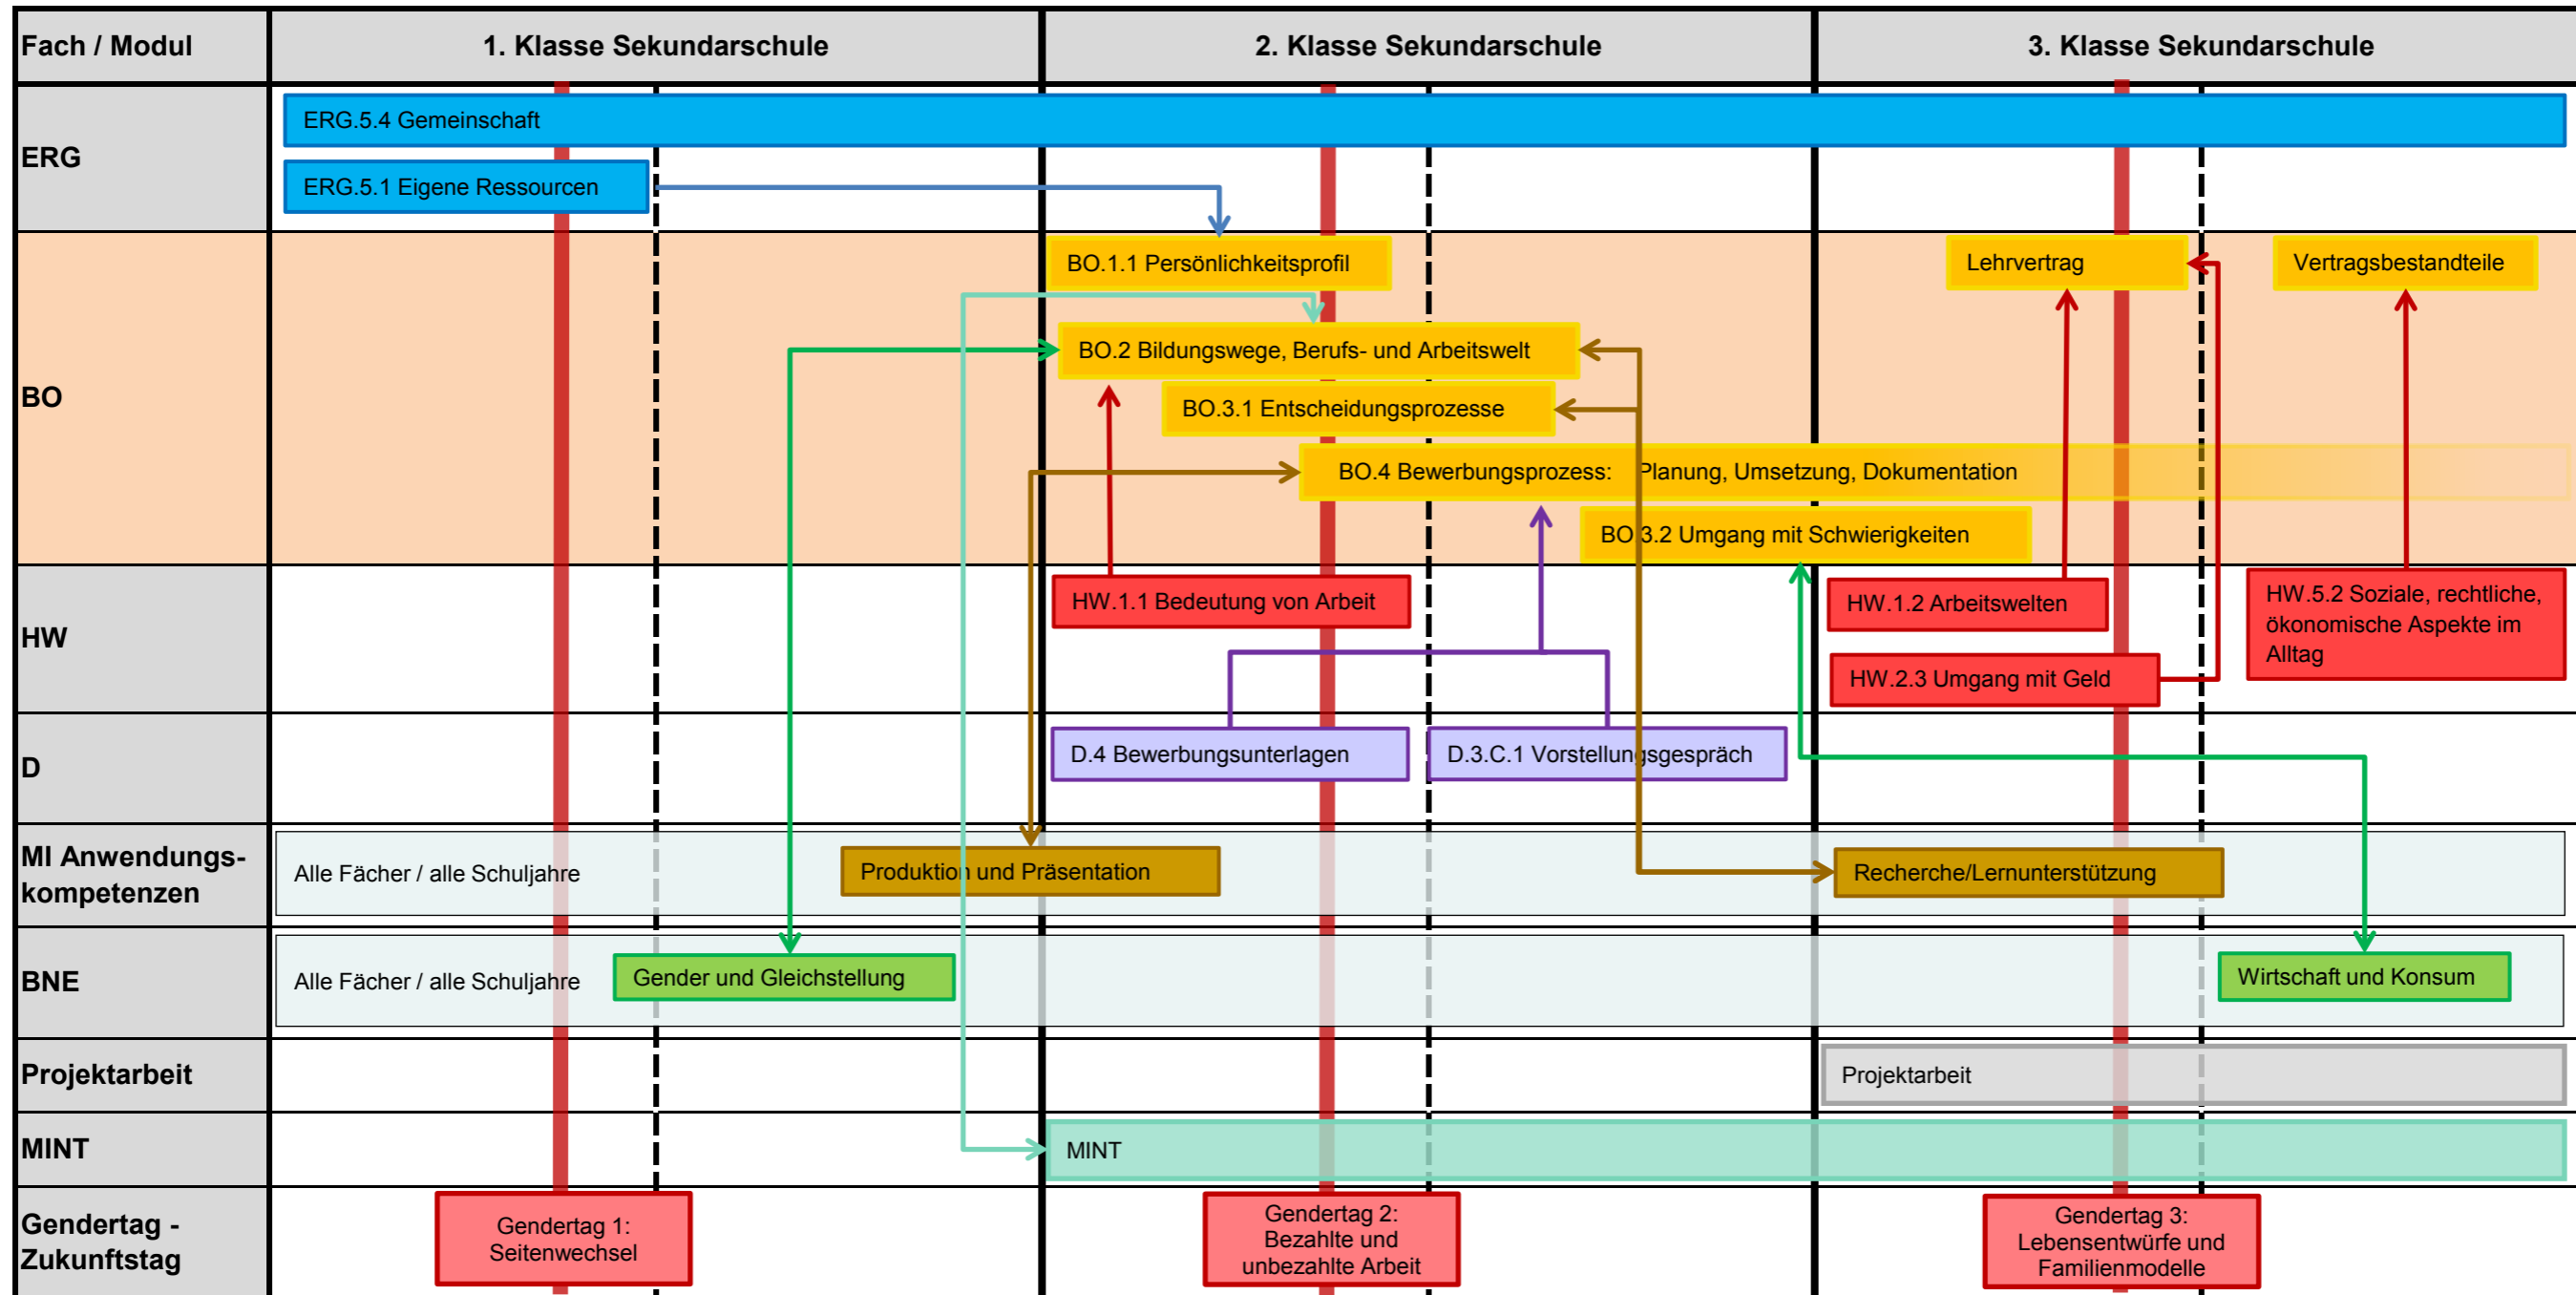 Fach / Modul
1. Klasse Sekundarschule
2. Klasse Sekundarschule
3. Klasse Sekundarschule
ERG
ERG.5.4 Gemeinschaft
ERG.5.1 Eigene Ressourcen
BO
BO.1.1 Persönlichkeitsprofil
Lehrvertrag
Vertragsbestandteile
BO.2 Bildungswege, Berufs- und Arbeitswelt
BO.3.1 Entscheidungsprozesse
BO.4 Bewerbungsprozess: Planung, Umsetzung, Dokumentation
BO.3.2 Umgang mit Schwierigkeiten
HW
HW.1.1 Bedeutung von Arbeit
HW.1.2 Arbeitswelten
HW.2.3 Umgang mit Geld
HW.5.2 Soziale, rechtliche,
ökonomische Aspekte im
Alltag
D
D.4 Bewerbungsunterlagen
D.3.C.1 Vorstellungsgespräch
MI Anwendungs-
kompetenzen
Alle Fächer / alle Schuljahre
Produktion und Präsentation
Recherche/Lernunterstützung
BNE
Alle Fächer / alle Schuljahre
Gender und Gleichstellung
Wirtschaft und Konsum
Projektarbeit
Projektarbeit
MINT
MINT
Gendertag -
Zukunftstag
Gendertag 1:
Seitenwechsel
Gendertag 2:
Bezahlte und
unbezahlte Arbeit
Gendertag 3:
Lebensentwürfe und
Familienmodelle